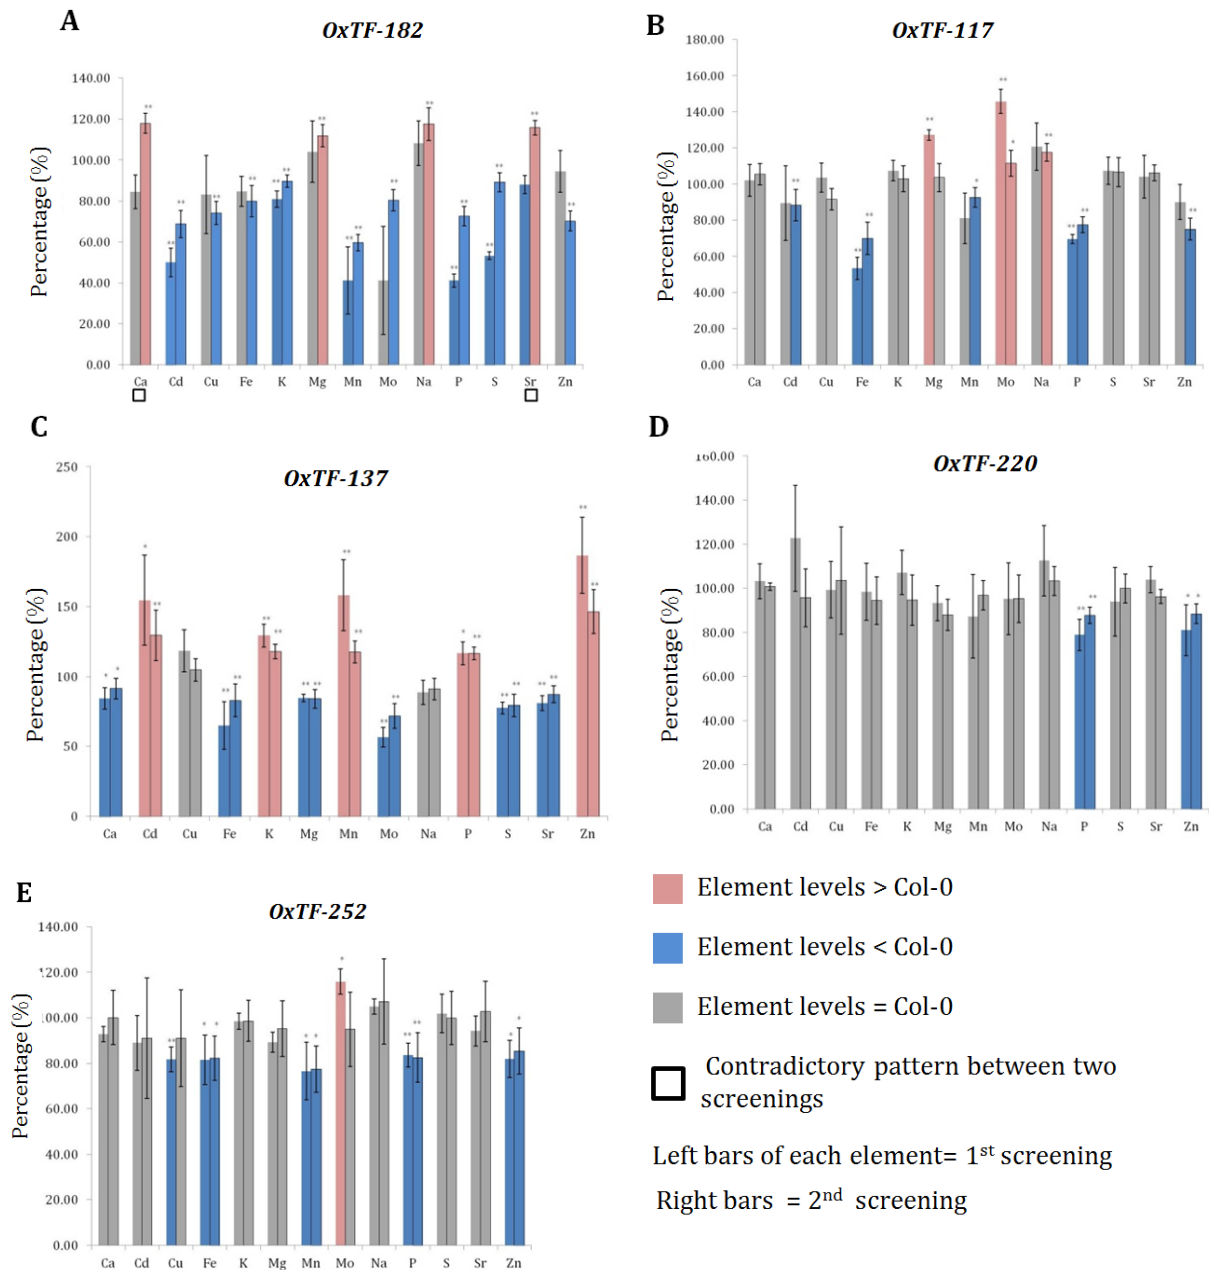 A
OxTF-182
Percentage (%)
140.00
120.00
100.00
80.00
60.00
40.00
20.00
0.00
Ca Cd Cu Fe K Mg Mn Mo Na P S Sr Zn
B
OxTF-117
Percentage (%)
180.00
160.00
140.00
120.00
100.00
80.00
60.00
40.00
20.00
0.00
Ca Cd Cu Fe K Mg Mn Mo Na P S Sr Zn
C
OxTF-137
Percentage (%)
250
200
150
100
50
0
Ca Cd Cu Fe K Mg Mn Mo Na P S Sr Zn
D
OxTF-220
Percentage (%)
160.00
140.00
120.00
100.00
80.00
60.00
40.00
20.00
0.00
Ca Cd Cu Fe K Mg Mn Mo Na P S Sr Zn
E
OxTF-252
Percentage (%)
140.00
120.00
100.00
80.00
60.00
40.00
20.00
0.00
Ca Cd Cu Fe K Mg Mn Mo Na P S Sr Zn
Element levels > Col-0
Element levels < Col-0
Element levels = Col-0
Contradictory pattern between two
screenings
Left bars of each element= 1st screening
Right bars = 2nd screening